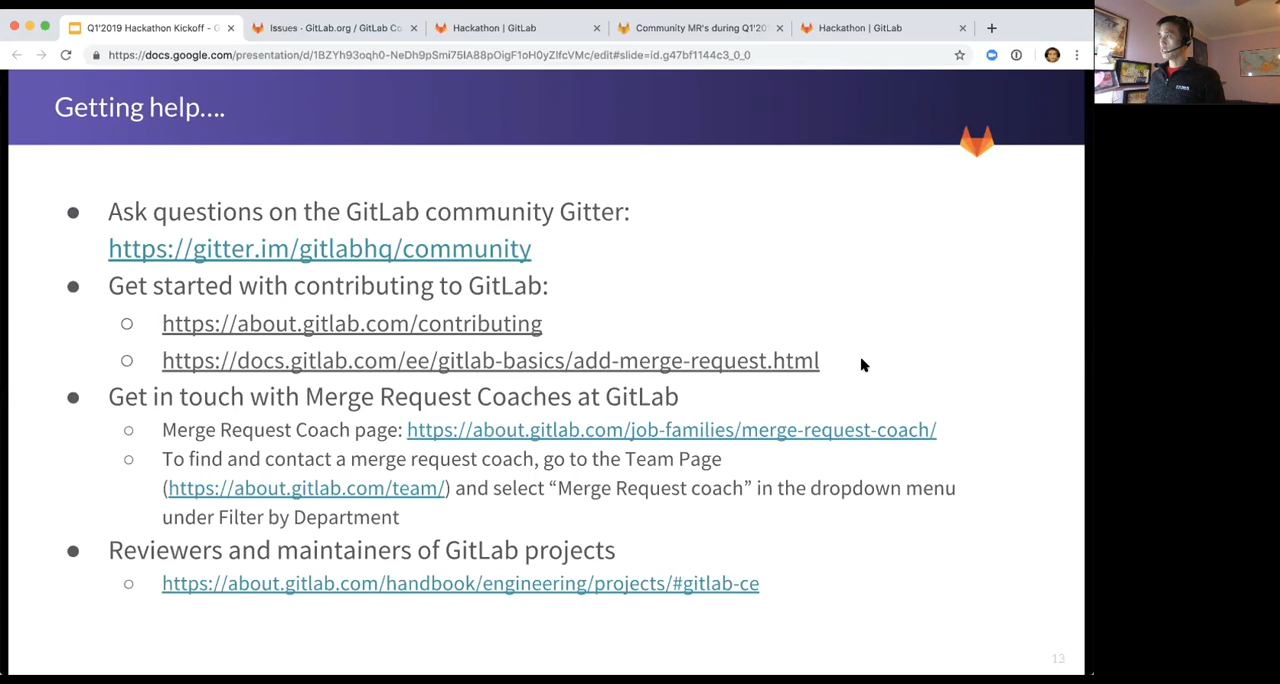 Q1'2019 Hackathon Kickoff - G
Issues · GitLab.org / GitLab Co
Hackathon | GitLab
Community MR's during Q1'20
Hackathon | GitLab
https://docs.google.com/presentation/d/1BZYh93oqh0-NeDh9pSmi75IA88pOigF1oH0yZlfcVMc/edit#slide=id.g47bf1144c3_0_0
Getting help....
● Ask questions on the GitLab community Gitter:
https://gitter.im/gitlabhq/community
● Get started with contributing to GitLab:
○ https://about.gitlab.com/contributing
○ https://docs.gitlab.com/ee/gitlab-basics/add-merge-request.html
● Get in touch with Merge Request Coaches at GitLab
○ Merge Request Coach page: https://about.gitlab.com/job-families/merge-request-coach/
○ To find and contact a merge request coach, go to the Team Page
(https://about.gitlab.com/team/) and select “Merge Request coach” in the dropdown menu
under Filter by Department
● Reviewers and maintainers of GitLab projects
○ https://about.gitlab.com/handbook/engineering/projects/#gitlab-ce
13